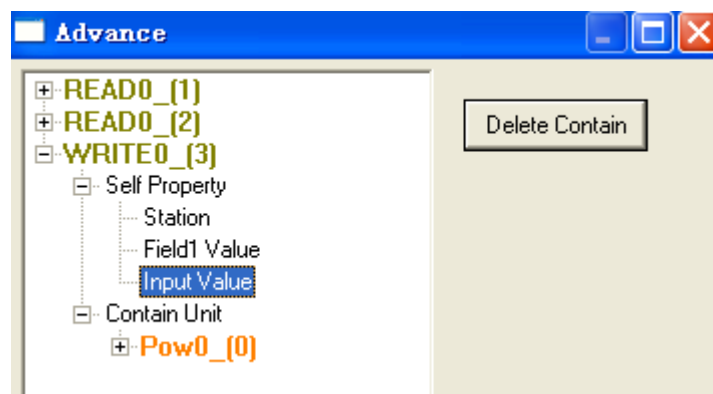 Advance
READ0_(1)
READ0_(2)
WRITE0_(3)
Self Property
Station
Field1 Value
Input Value
Contain Unit
Pow0_(0)
Delete Contain